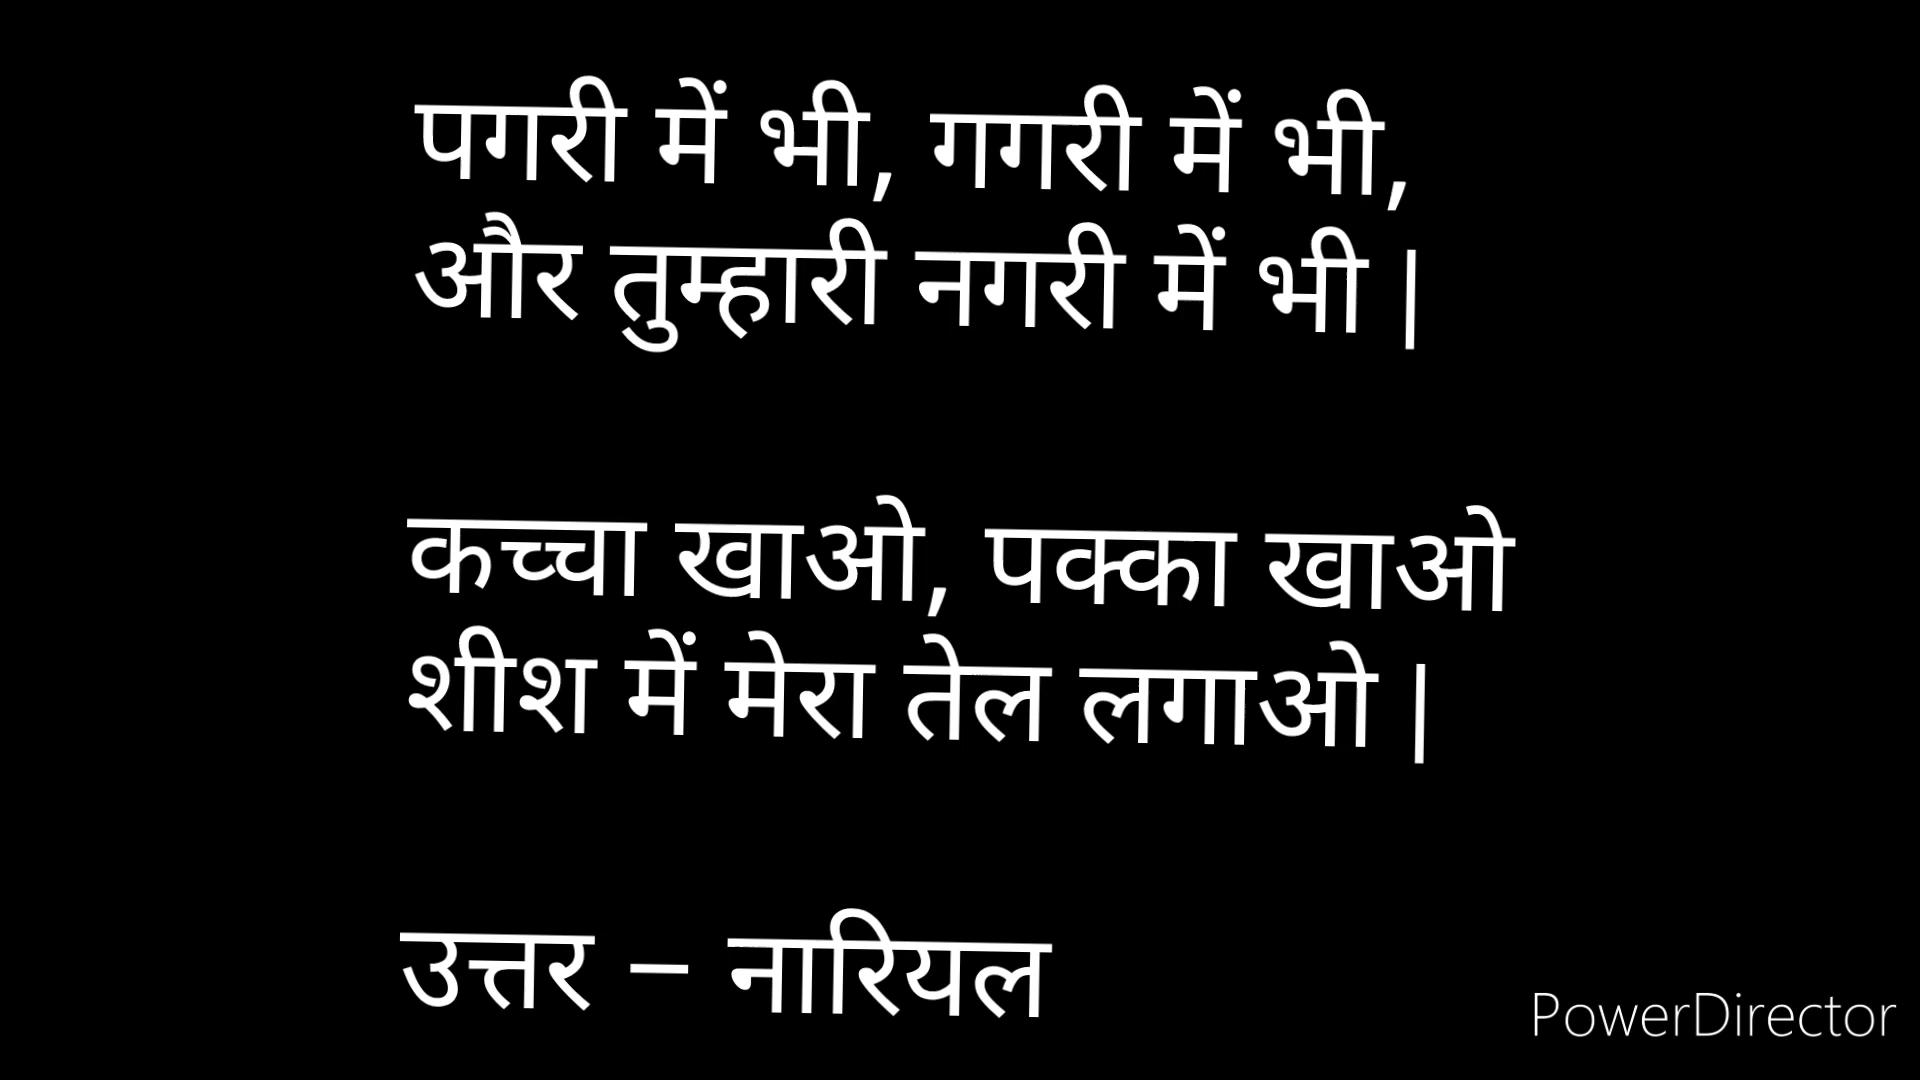 पगरी में भी, गगरी में भी,
और तुम्हारी नगरी में भी |
कच्चा खाओ, पक्का खाओ
शीश में मेरा तेल लगाओ |
उत्तर – नारियल
PowerDirector